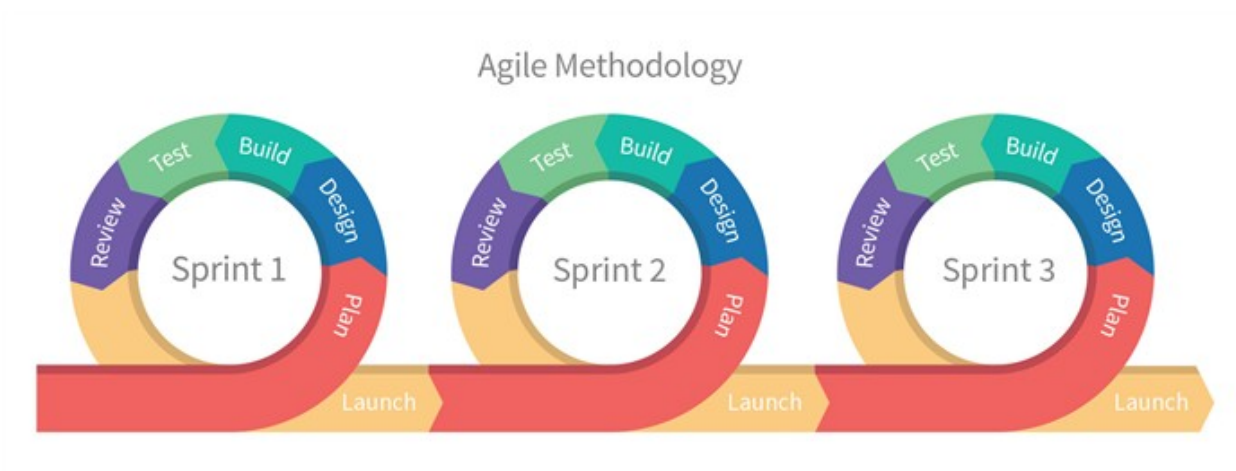 Agile Methodology
Test
Build
Review
Design
Sprint 1
Plan
Launch
Test
Build
Review
Design
Sprint 2
Plan
Launch
Test
Build
Review
Design
Sprint 3
Plan
Launch